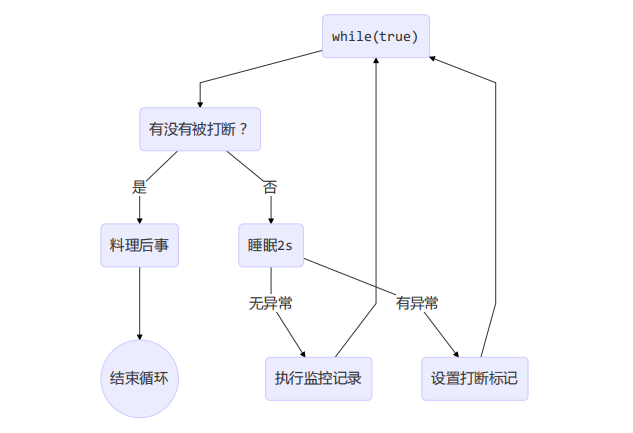 while(true)
有没有被打断？
是
否
料理后事
睡眠2s
无异常
有异常
结束循环
执行监控记录
设置打断标记